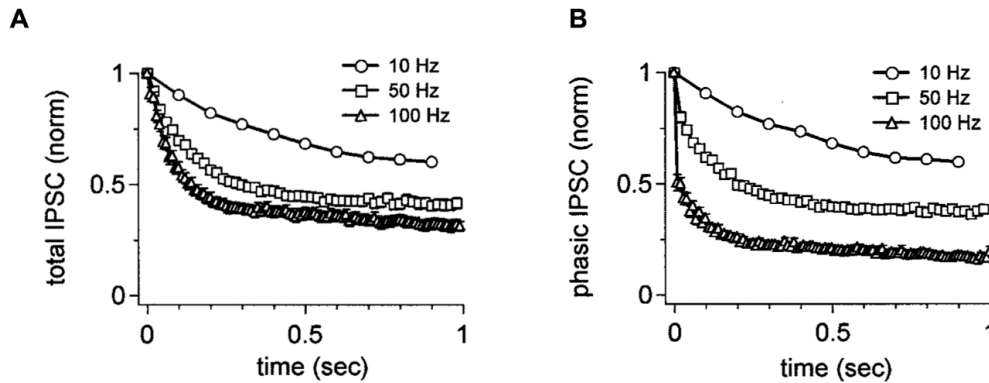 A
total IPSC (norm)
1
0.5
0
10 Hz
50 Hz
100 Hz
0
0.5
1
time (sec)
B
phasic IPSC (norm)
1
0.5
0
10 Hz
50 Hz
100 Hz
0
0.5
1
time (sec)